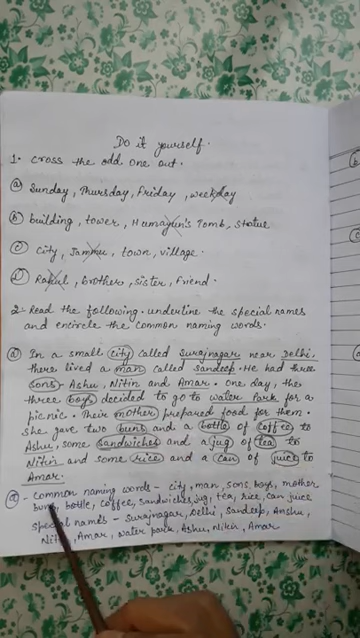 Do it yourself.
1. Cross the odd one out.
(a) Sunday, Thursday, Friday, weekday
(b) building, tower, Humayun's Tomb, statue
(c) City, Jammu, town, village.
(d) Rahul, brother, sister, friend.
2. Read the following. underline the special names
and encircle the common naming words.
(a) In a small city called Surajnagar near Delhi,
there lived a man called Sandeep. He had three
sons - Ashu, Nitin and Amar. One day, the
three boys decided to go to water Park for a
picnic. Their mother prepared food for them.
she gave two buns and a bottle of coffee to
Ashu, some sandwiches and a jug of tea to
Nitin and some rice and a can of juice to
Amar.
- Common naming words - city, man, sons, boys, mother
buns, bottle, coffee, sandwiches, jug, tea, rice, can juice
special names - Surajnagar, Delhi, Sandeep, Anshu,
Nitin, Amar, water park, Ashu, Nitin, Amar